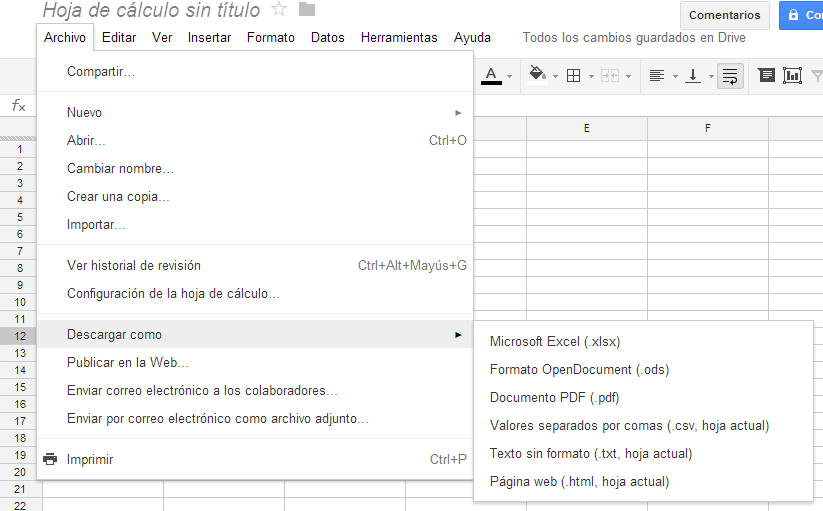 Hoja de cálculo sin título
Comentarios
Archivo Editar Ver Insertar Formato Datos Herramientas Ayuda Todos los cambios guardados en Drive
Compartir...
A
fx
Nuevo
Abrir... Ctrl+O
E F
Cambiar nombre...
Crear una copia...
Importar...
Ver historial de revisión Ctrl+Alt+Mayús+G
Configuración de la hoja de cálculo...
Descargar como
Publicar en la Web...
Enviar correo electrónico a los colaboradores...
Enviar por correo electrónico como archivo adjunto...
Imprimir Ctrl+P
Microsoft Excel (.xlsx)
Formato OpenDocument (.ods)
Documento PDF (.pdf)
Valores separados por comas (.csv, hoja actual)
Texto sin formato (.txt, hoja actual)
Página web (.html, hoja actual)
1
2
3
4
5
6
7
8
9
10
11
12
13
14
15
16
17
18
19
20
21
22